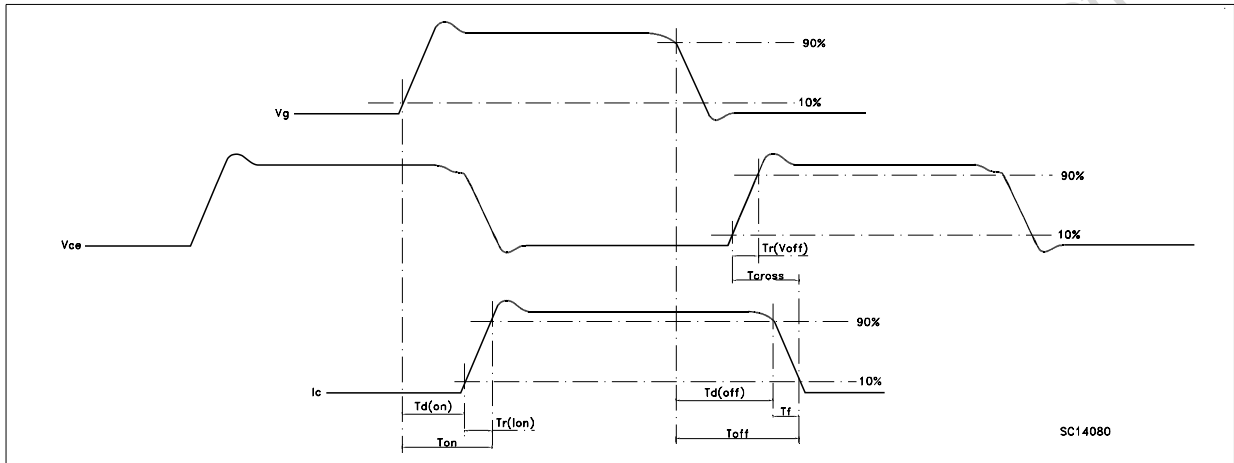 90%
10%
Vg
90%
Vce
10%
Tr(Voff)
Tcross
90%
Ic
10%
Td(on)
Td(off)
Tr(Ion)
Tf
Ton
Toff
SC14080